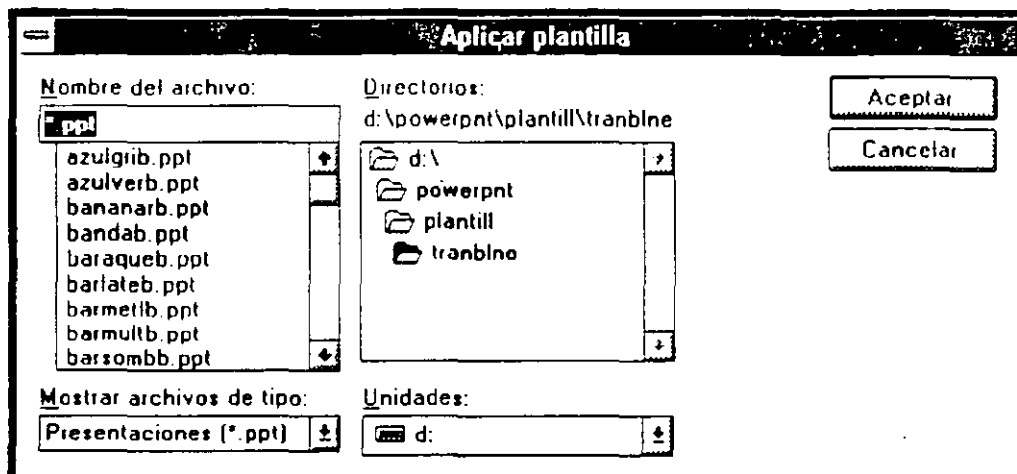 Aplicar plantilla
Nombre del archivo:
*.ppt
azulgrib.ppt
azulverb.ppt
bananarb.ppt
bandab.ppt
baraqueb.ppt
barlateb.ppt
barmetlb.ppt
barmultb.ppt
barsombb.ppt
Mostrar archivos de tipo:
Presentaciones (*.ppt)
Directorios:
d:\powerpnt\plantill\tranblno
d:\
powerpnt
plantill
tranblno
Unidades:
d:
Aceptar
Cancelar